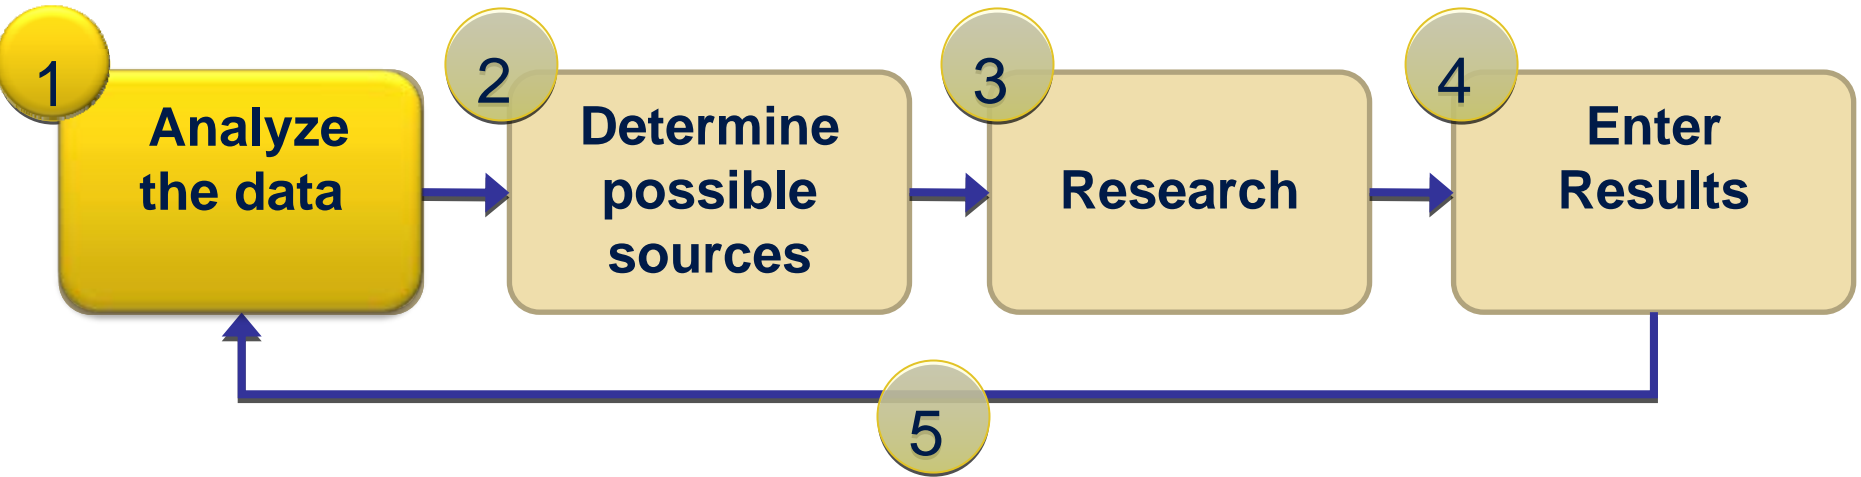 1
Analyze
the data
2
Determine
possible
sources
3
Research
4
Enter
Results
5